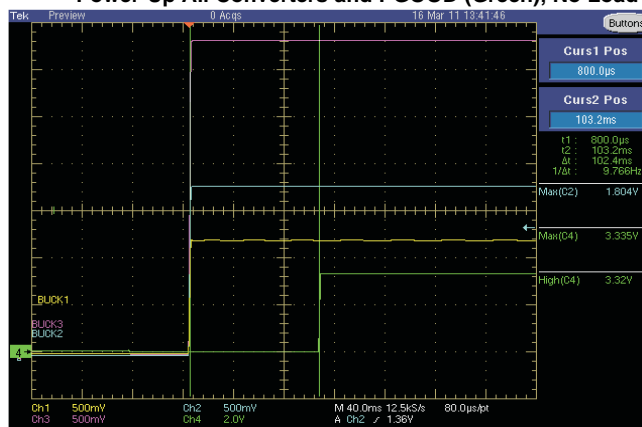 Power-Up All Converters and PGOOD (Green), No Load
Tek Preview 0 Acqs 16 Mar 11 13:41:46
Buttons
Curs1 Pos
800.0µs
Curs2 Pos
103.2ms
t1 : 800.0µs
t2 : 103.2ms
Δt : 102.4ms
1/Δt : 9.766Hz
Max(C2) 1.804V
Max(C4) 3.335V
High(C4) 3.32V
BUCK1
BUCK3
BUCK2
4
Ch1 500mV Ch2 500mV M 40.0ms 12.5kS/s 80.0µs/pt
Ch3 500mV Ch4 2.0V A Ch2 ∕ 1.36V